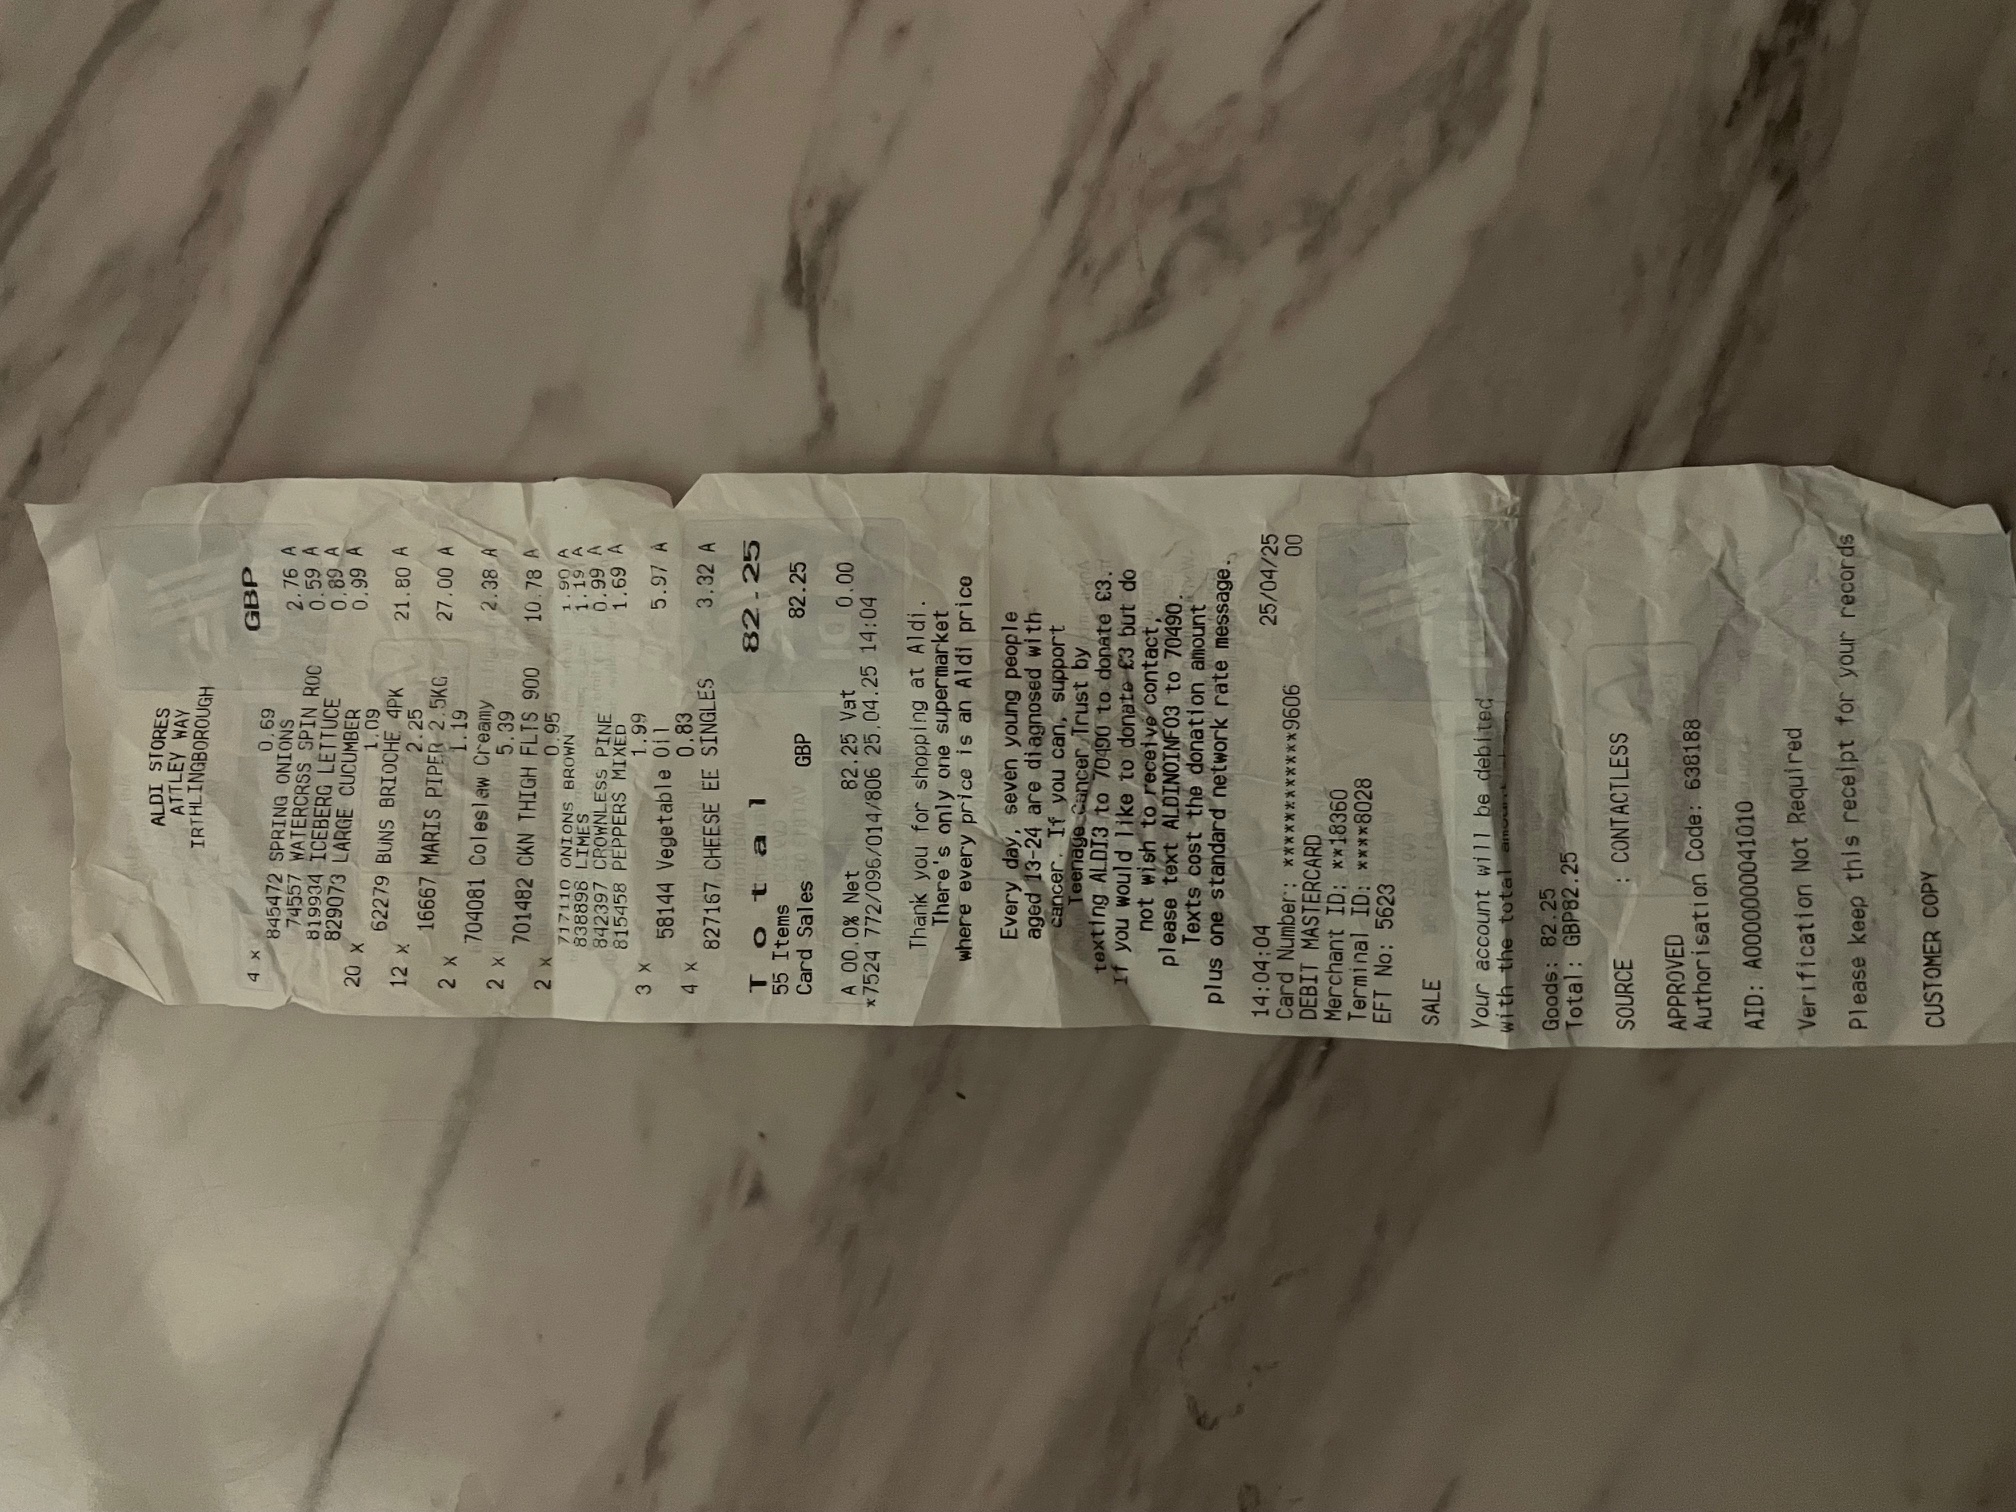 ALDI STORES
ATTLEY WAY
IRTHLINGBOROUGH
GBP
4 x 0.69
845472 SPRING ONIONS 2.76 A
74557 WATERCRSS SPIN ROC 0.59 A
819934 ICEBERG LETTUCE 0.89 A
829073 LARGE CUCUMBER 0.99 A
20 x 1.09
62279 BUNS BRIOCHE 4PK 21.80 A
12 x 2.25
16667 MARIS PIPER 2.5KG 27.00 A
2 x 1.19
704081 Coleslaw Creamy 2.38 A
2 x 5.39
701482 CKN THIGH FLTS 900 10.78 A
2 x 0.95
717110 ONIONS BROWN 1.90 A
838898 LIMES 1.19 A
842397 CROWNLESS PINE 0.99 A
815458 PEPPERS MIXED 1.69 A
3 x 1.99
58144 Vegetable Oil 5.97 A
4 x 0.83
827167 CHEESE EE SINGLES 3.32 A
Total 82.25
55 Items
Card Sales GBP 82.25
A 00.0% Net 82.25 Vat 0.00
*7524 772/096/014/806 25.04.25 14:04
Thank you for shopping at Aldi.
There's only one supermarket
where every price is an Aldi price
Every day, seven young people
aged 13-24 are diagnosed with
cancer. If you can, support
Teenage Cancer Trust by
texting ALDI3 to 70490 to donate £3.
If you would like to donate £3 but do
not wish to receive contact,
please text ALDINOINFO3 to 70490.
Texts cost the donation amount
plus one standard network rate message.
14:04:04 25/04/25
Card Number: ************9606 00
DEBIT MASTERCARD
Merchant ID: **18360
Terminal ID: ****8028
EFT No: 5623
SALE
Your account will be debited
with the total amount
Goods: 82.25
Total: GBP82.25
SOURCE : CONTACTLESS
APPROVED
Authorisation Code: 638188
AID: A0000000041010
Verification Not Required
Please keep this receipt for your records
CUSTOMER COPY